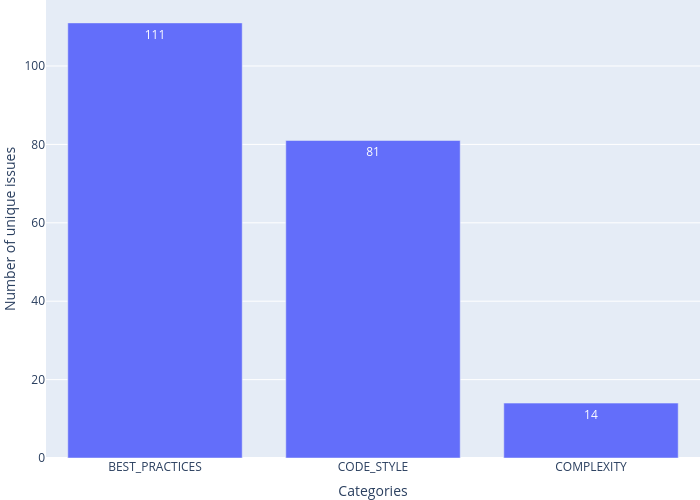 Number of unique issues
100
80
60
40
20
0
111
81
14
BEST_PRACTICES
CODE_STYLE
COMPLEXITY
Categories